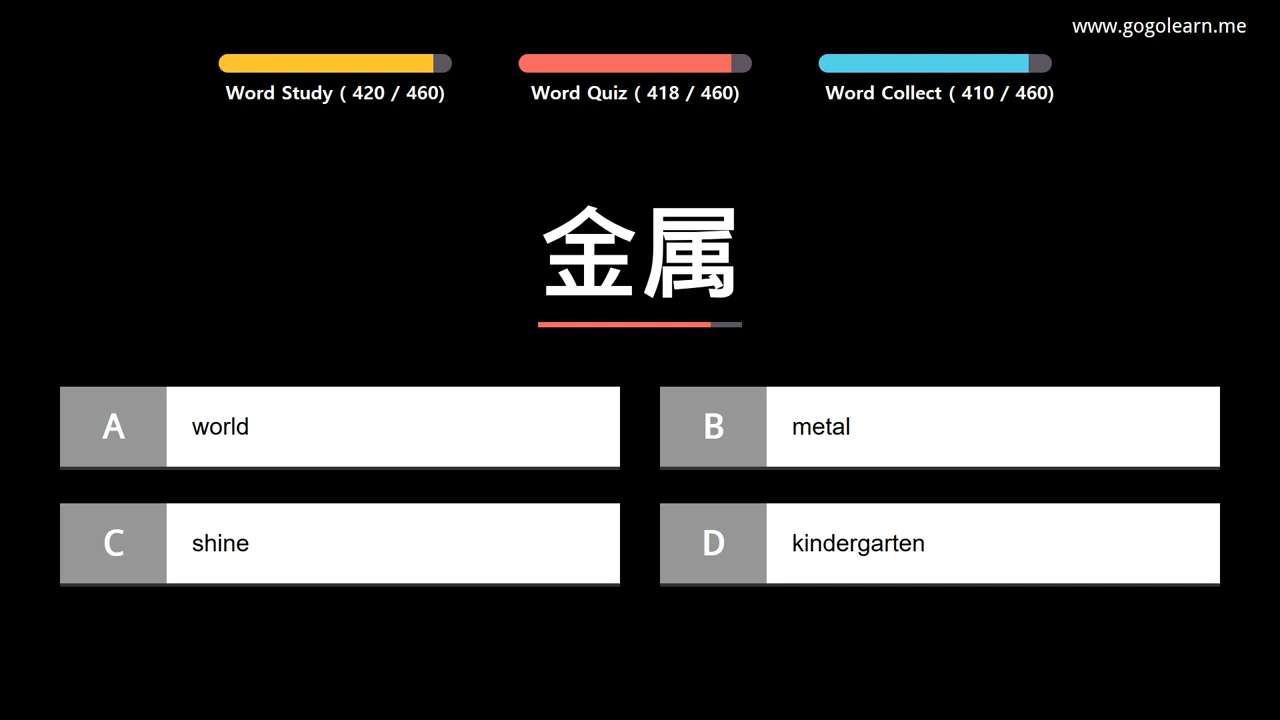 www.gogolearn.me
Word Study ( 420 / 460)
Word Quiz ( 418 / 460)
Word Collect ( 410 / 460)
金属
A world
B metal
C shine
D kindergarten